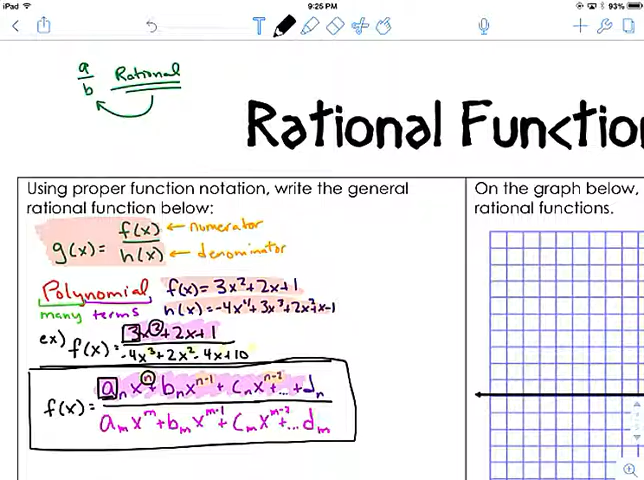 iPad
9:25 PM
93%
T
a/b Rational
Rational Functio
Using proper function notation, write the general
rational function below:
g(x) = f(x)/h(x) ← numerator
← denominator
Polynomial
many terms
f(x) = 3x² + 2x + 1
h(x) = -4x⁴ + 3x³ + 2x² + x - 1
ex) f(x) = (3x² + 2x + 1)/(-4x³ + 2x² - 4x + 10)
f(x) = (aₙxⁿ + bₙxⁿ⁻¹ + cₙxⁿ⁻² + ... + dₙ)/(aₘxᵐ + bₘxᵐ⁻¹ + cₘxᵐ⁻² + ... dₘ)
On the graph below,
rational functions.